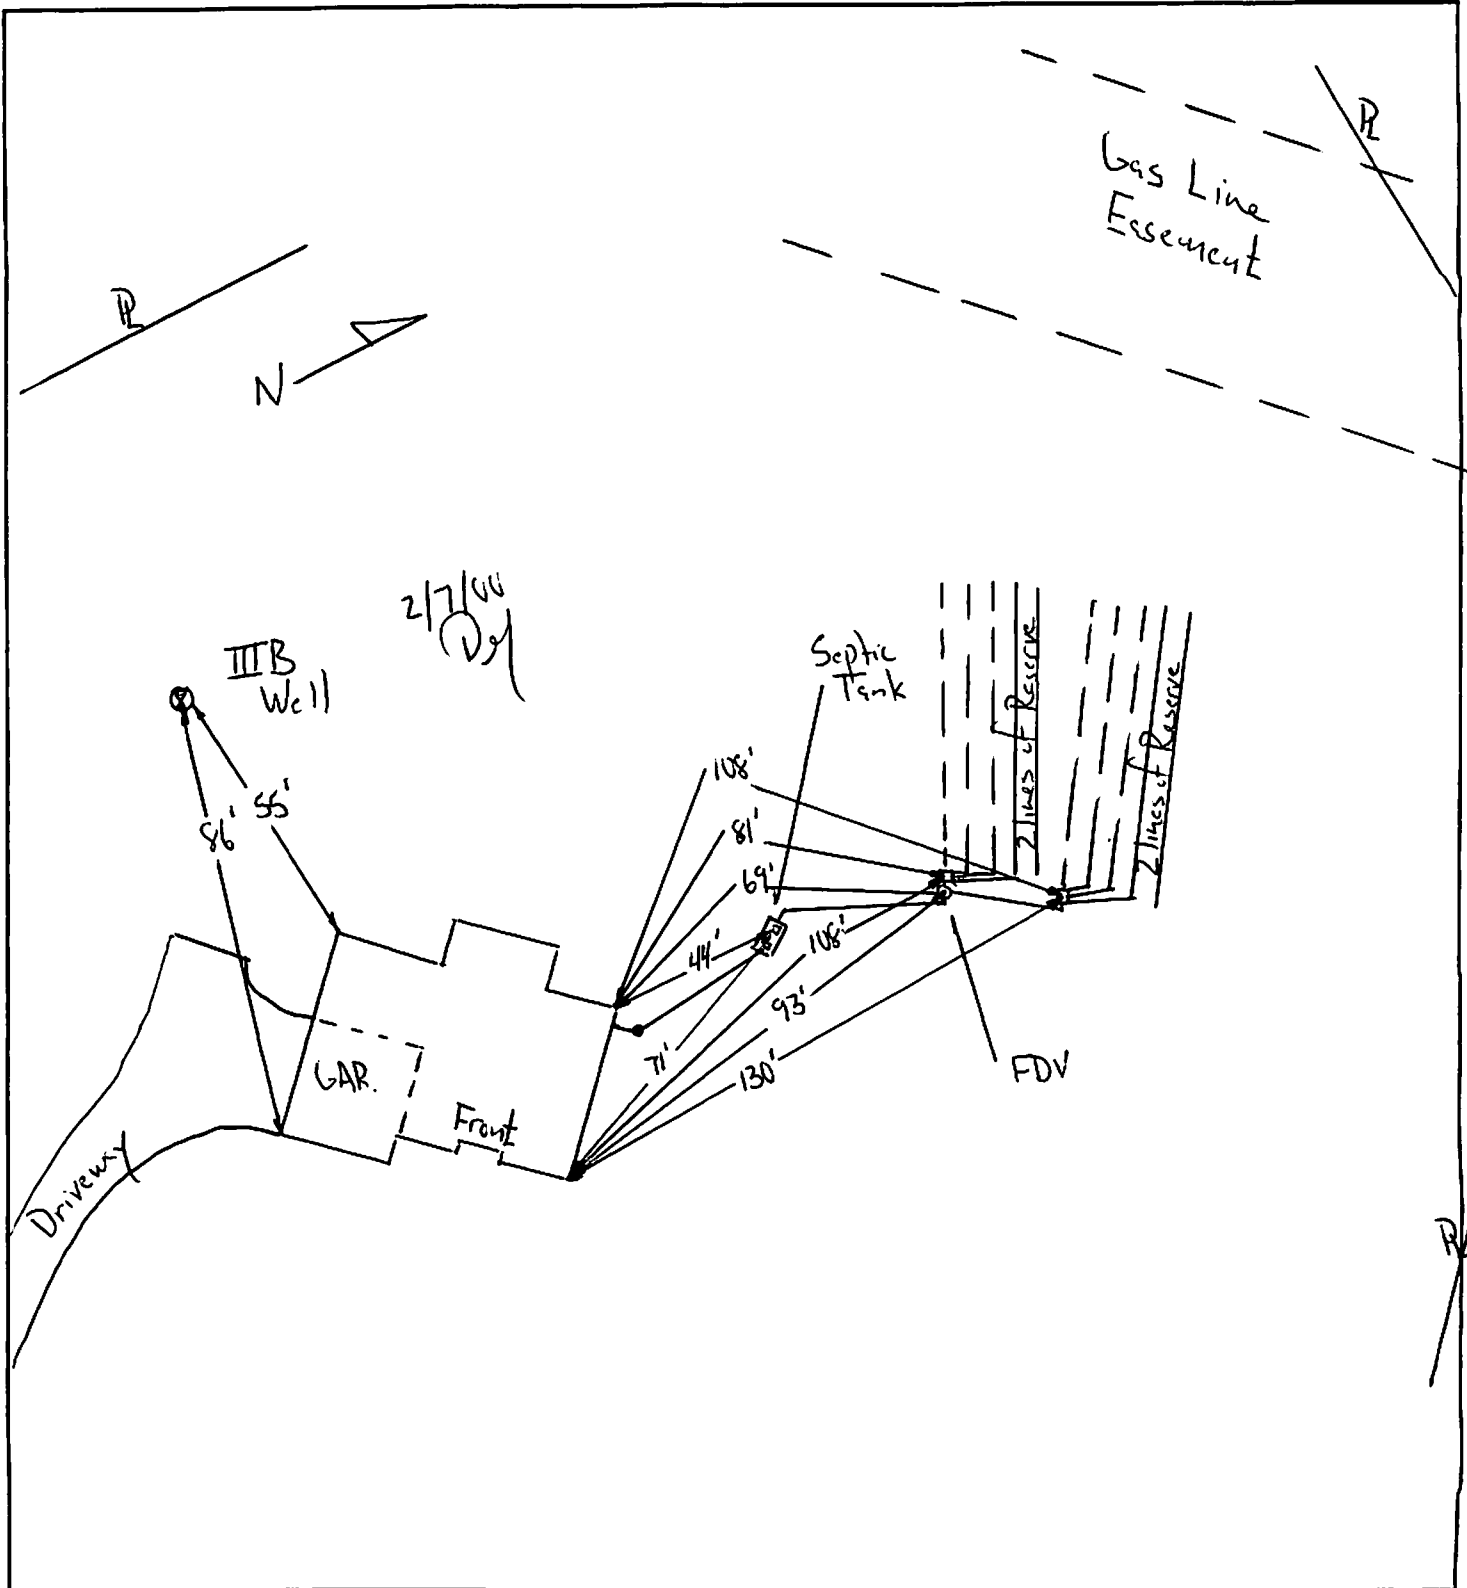 PL
Gas Line
Easement
PL
N
2/7/00
IIIB
Well
Septic
Tank
2 lines of Reserve
2 lines of Reserve
108'
81'
69'
44'
55'
86'
108'
93'
71'
130'
FDV
GAR.
Front
Driveway
PL